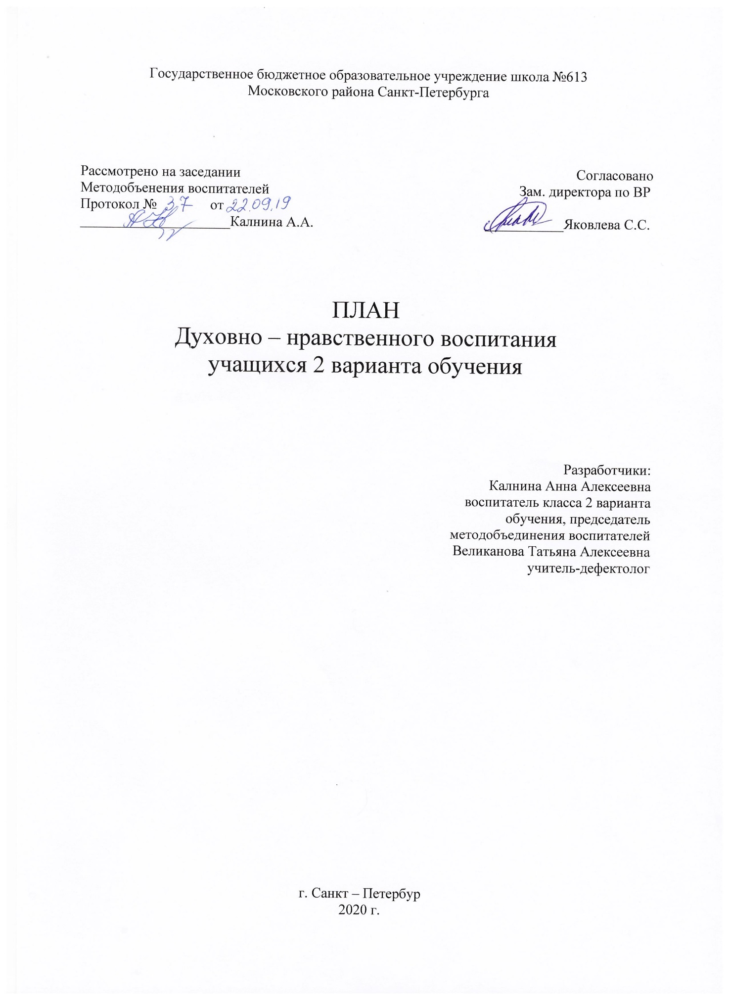 Государственное бюджетное образовательное учреждение школа №613
Московского района Санкт-Петербурга
Рассмотрено на заседании
Методобъенения воспитателей
Протокол № 37 от 22.09.19
Калнина А.А.
Согласовано
Зам. директора по ВР
Яковлева С.С.
ПЛАН
Духовно – нравственного воспитания
учащихся 2 варианта обучения
Разработчики:
Калнина Анна Алексеевна
воспитатель класса 2 варианта
обучения, председатель
методобъединения воспитателей
Великанова Татьяна Алексеевна
учитель-дефектолог
г. Санкт – Петербур
2020 г.